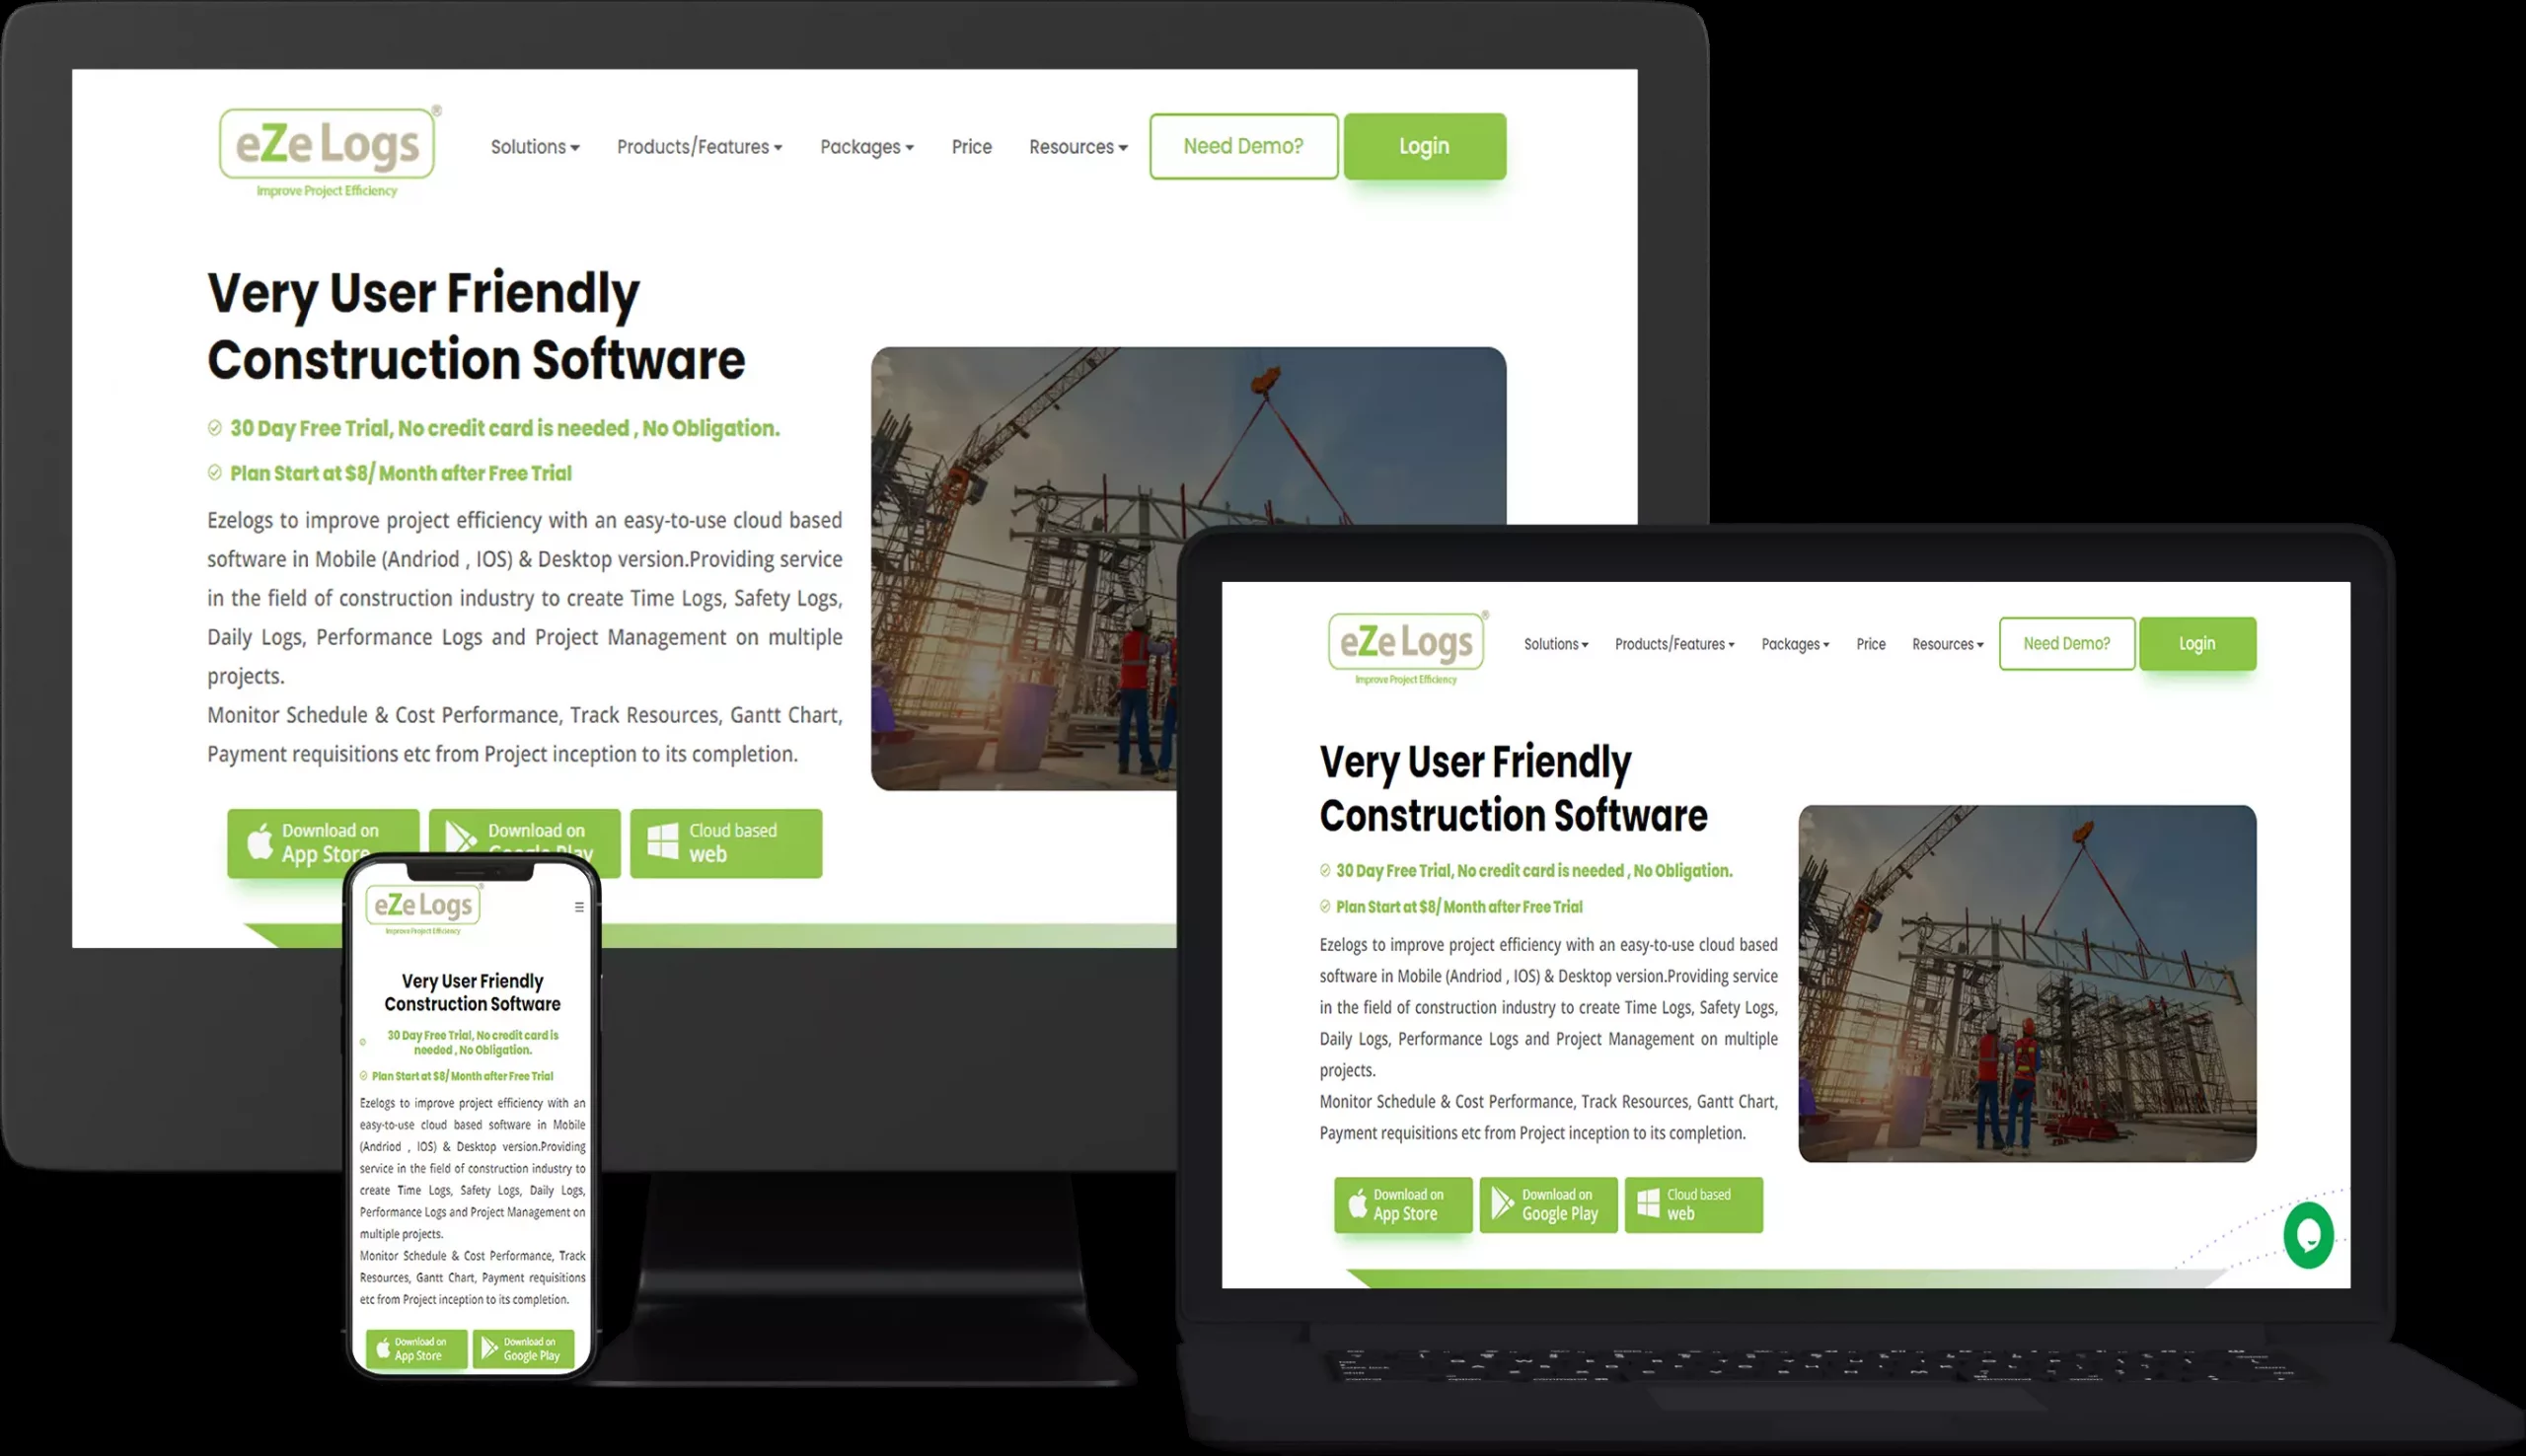 eZe Logs ®
Improve Project Efficiency
Solutions
Products/Features
Packages
Price
Resources
Need Demo?
Login
Very User Friendly
Construction Software
30 Day Free Trial, No credit card is needed , No Obligation.
Plan Start at $8/ Month after Free Trial
Ezelogs to improve project efficiency with an easy-to-use cloud based
software in Mobile (Andriod , IOS) & Desktop version.Providing service
in the field of construction industry to create Time Logs, Safety Logs,
Daily Logs, Performance Logs and Project Management on multiple
projects.
Monitor Schedule & Cost Performance, Track Resources, Gantt Chart,
Payment requisitions etc from Project inception to its completion.
Download on
App Store
Download on
Google Play
Cloud based
web
eZe Logs ®
Improve Project Efficiency
Very User Friendly
Construction Software
30 Day Free Trial, No credit card is
needed , No Obligation.
Plan Start at $8/ Month after Free Trial
Ezelogs to improve project efficiency with an
easy-to-use cloud based software in Mobile
(Andriod , IOS) & Desktop version.Providing
service in the field of construction industry to
create Time Logs, Safety Logs, Daily Logs,
Performance Logs and Project Management on
multiple projects.
Monitor Schedule & Cost Performance, Track
Resources, Gantt Chart, Payment requisitions
etc from Project inception to its completion.
Download on
App Store
Download on
Google Play
eZe Logs ®
Improve Project Efficiency
Solutions
Products/Features
Packages
Price
Resources
Need Demo?
Login
Very User Friendly
Construction Software
30 Day Free Trial, No credit card is needed , No Obligation.
Plan Start at $8/ Month after Free Trial
Ezelogs to improve project efficiency with an easy-to-use cloud based
software in Mobile (Andriod , IOS) & Desktop version.Providing service
in the field of construction industry to create Time Logs, Safety Logs,
Daily Logs, Performance Logs and Project Management on multiple
projects.
Monitor Schedule & Cost Performance, Track Resources, Gantt Chart,
Payment requisitions etc from Project inception to its completion.
Download on
App Store
Download on
Google Play
Cloud based
web